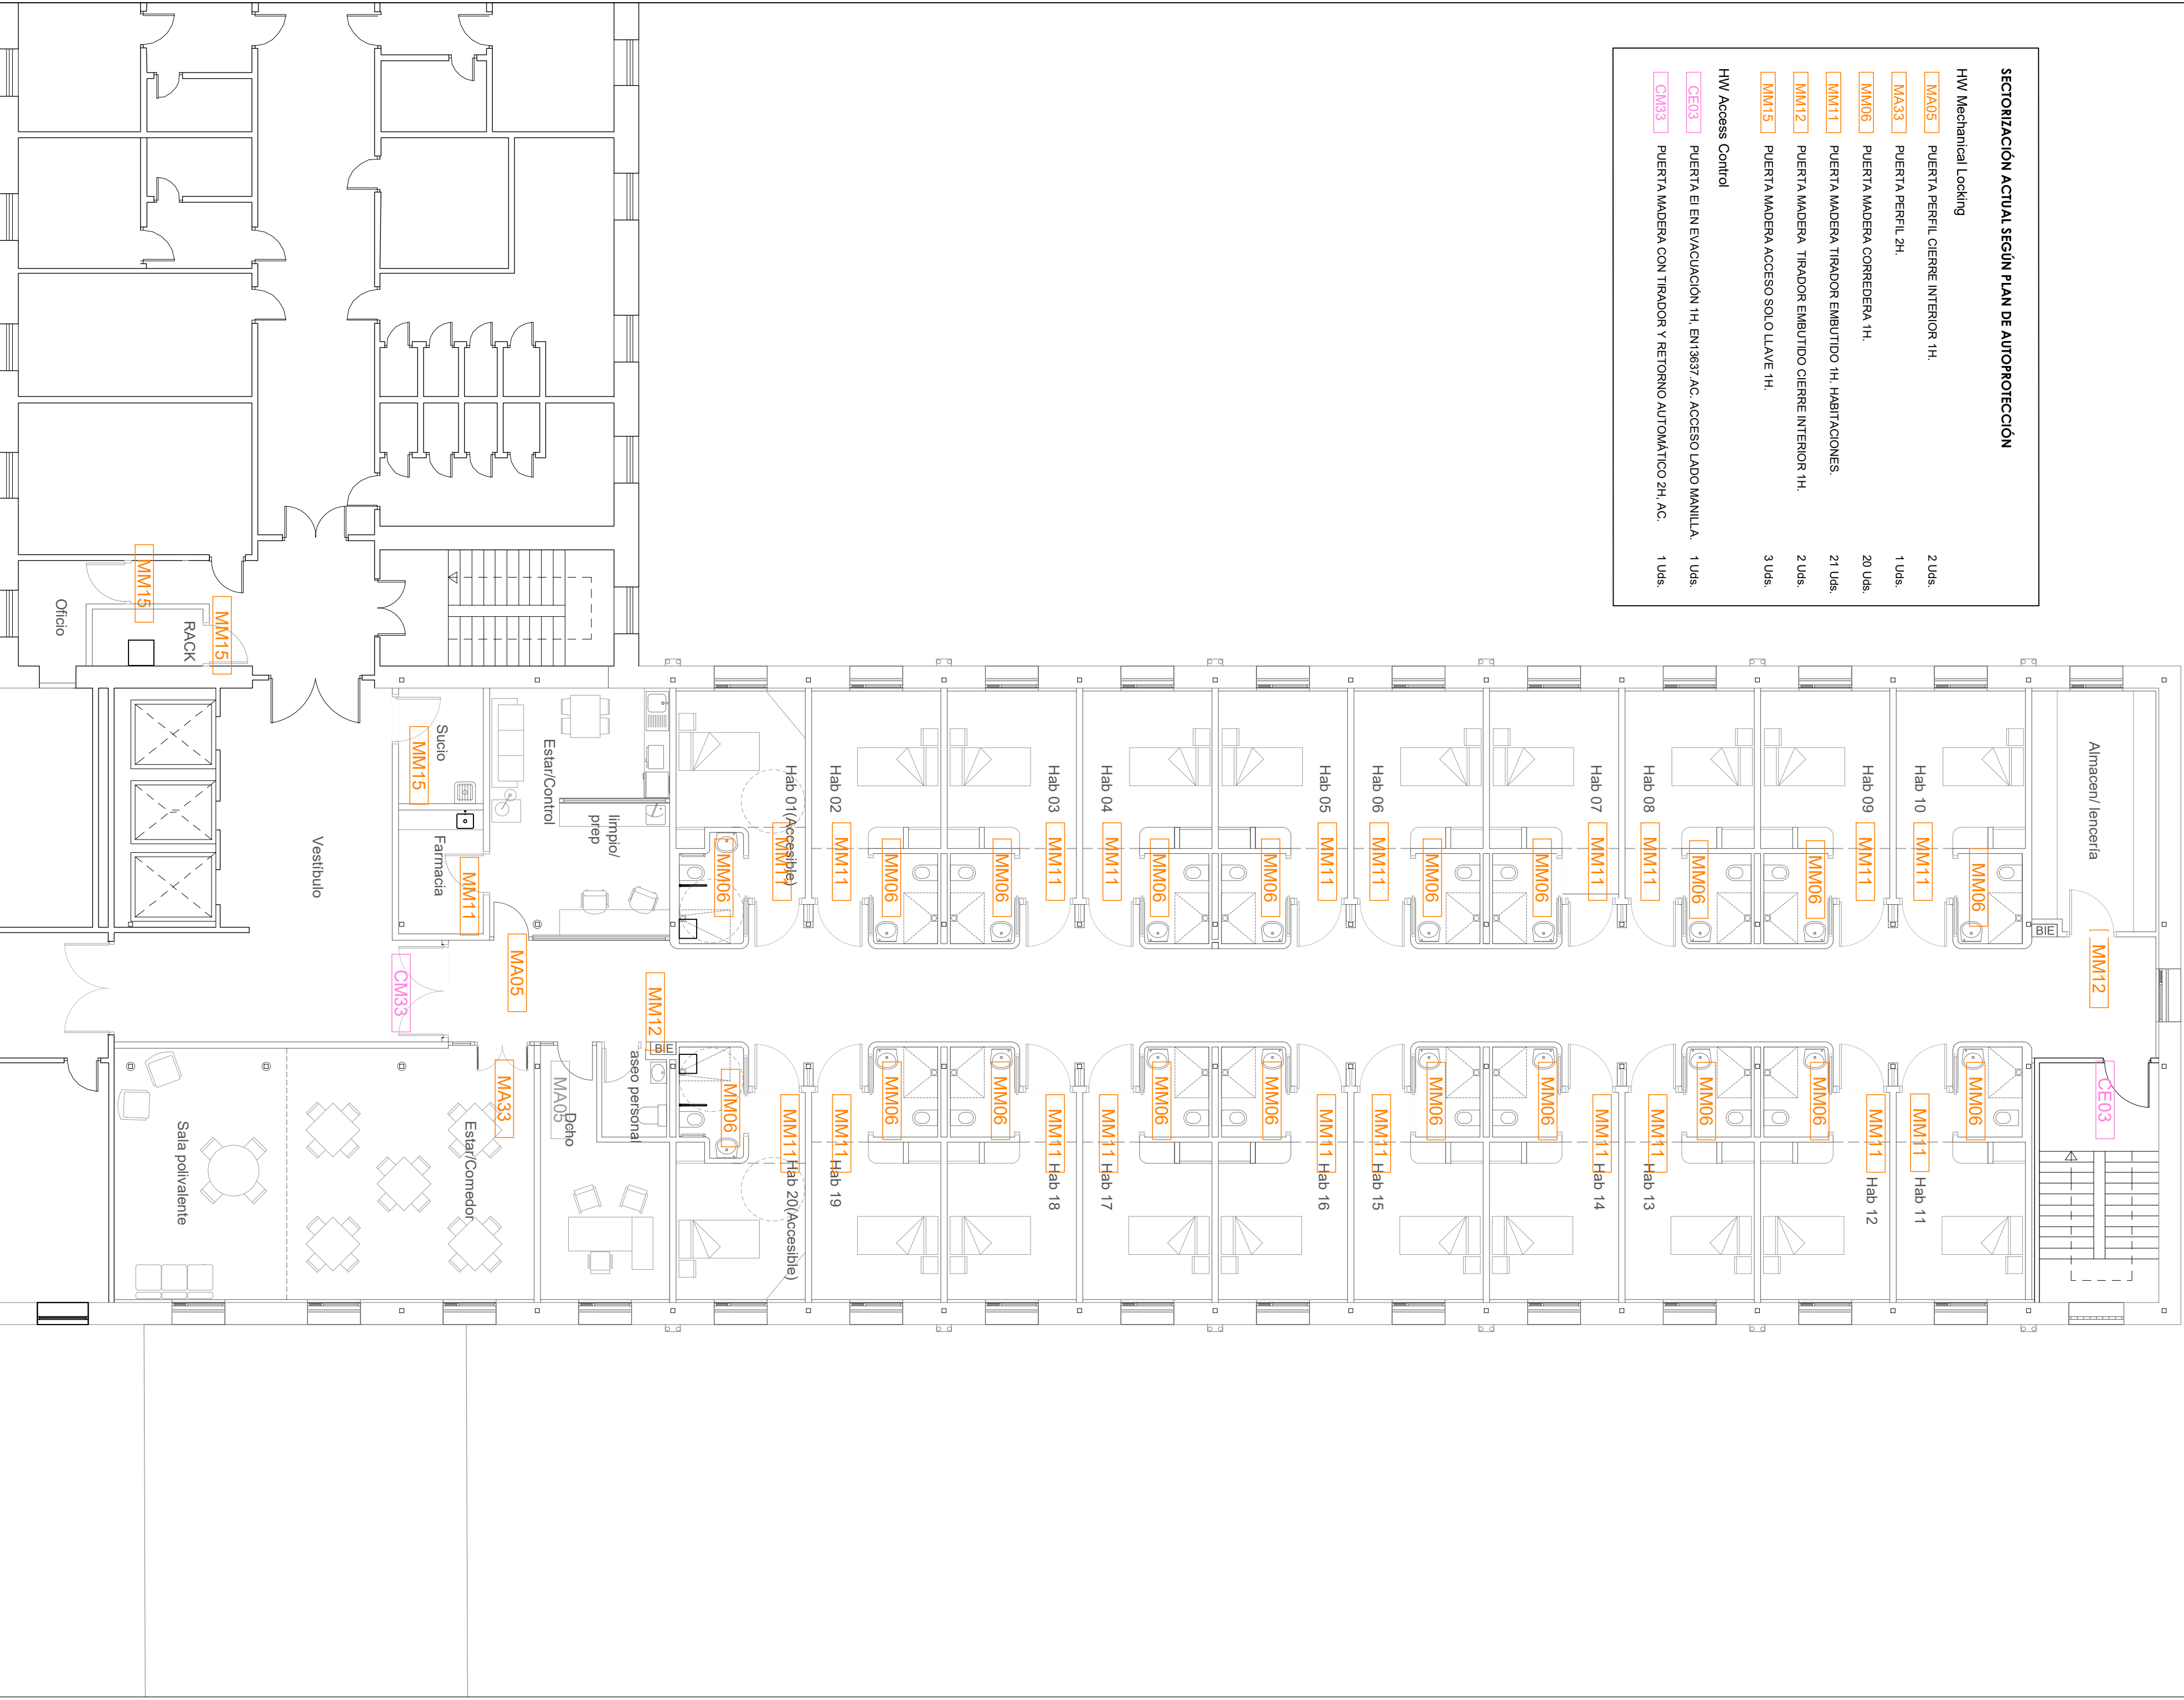 SECTORIZACIÓN ACTUAL SEGÚN PLAN DE AUTOPROTECCIÓN
HW Mechanical Locking
MA05 PUERTA PERFIL CIERRE INTERIOR 1H. 2 Uds.
MA33 PUERTA PERFIL 2H. 1 Uds.
MM06 PUERTA MADERA CORREDERA 1H. 20 Uds.
MM11 PUERTA MADERA TIRADOR EMBUTIDO 1H. HABITACIONES. 21 Uds.
MM12 PUERTA MADERA TIRADOR EMBUTIDO CIERRE INTERIOR 1H. 2 Uds.
MM15 PUERTA MADERA ACCESO SOLO LLAVE 1H. 3 Uds.
HW Access Control
CE03 PUERTA EI EN EVACUACIÓN 1H, EN13637.AC. ACCESO LADO MANILLA. 1 Uds.
CM33 PUERTA MADERA CON TIRADOR Y RETORNO AUTOMÁTICO 2H, AC. 1 Uds.
Almacen/ lencería
BIE
MM12
CE03
Hab 10
MM11
MM06
Hab 09
MM11
MM06
Hab 08
MM11
MM06
Hab 07
MM11
MM06
Hab 06
MM11
MM06
Hab 05
MM11
MM06
Hab 04
MM11
MM06
Hab 03
MM11
MM06
Hab 02
MM11
MM06
Hab 01(Accesible)
MM11
MM06
MM06
MM11
Hab 11
MM06
MM11
Hab 12
MM06
MM11
Hab 13
MM06
MM11
Hab 14
MM06
MM11
Hab 15
MM06
MM11
Hab 16
MM06
MM11
Hab 17
MM06
MM11
Hab 18
MM06
MM11
Hab 19
MM06
MM11
Hab 20(Accesible)
limpio/
prep
Estar/Control
MM12
BIE
aseo personal
MA05
Dcho
MA05
MA33
Estar/Comedor
Sucio
MM15
Farmacia
MM11
CM33
Vestíbulo
Sala polivalente
MM15
RACK
MM15
Oficio